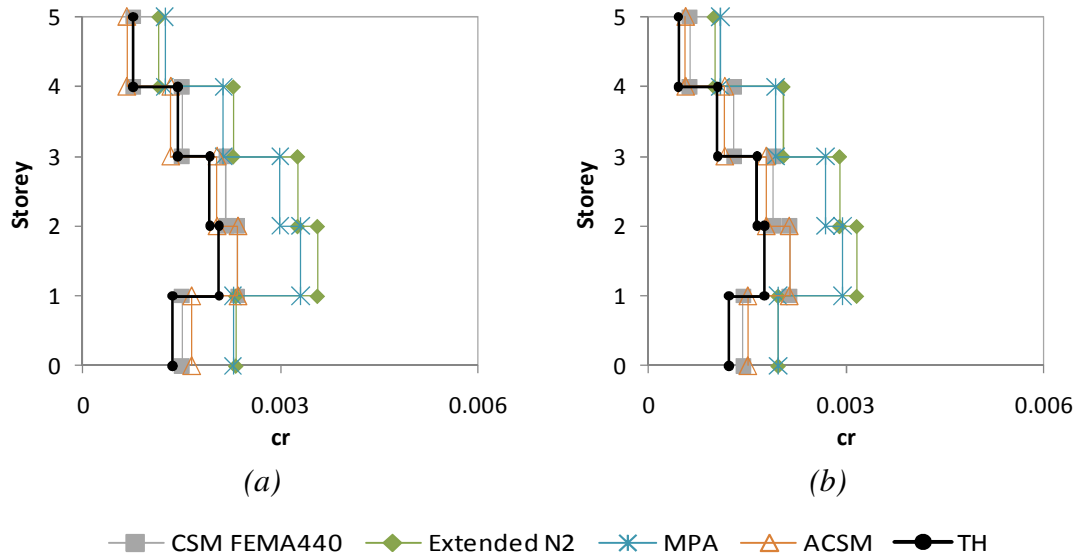 5
4
3
2
1
0
Storey
0
0.003
0.006
cr
(a)
5
4
3
2
1
0
Storey
0
0.003
0.006
cr
(b)
CSM FEMA440
Extended N2
MPA
ACSM
TH